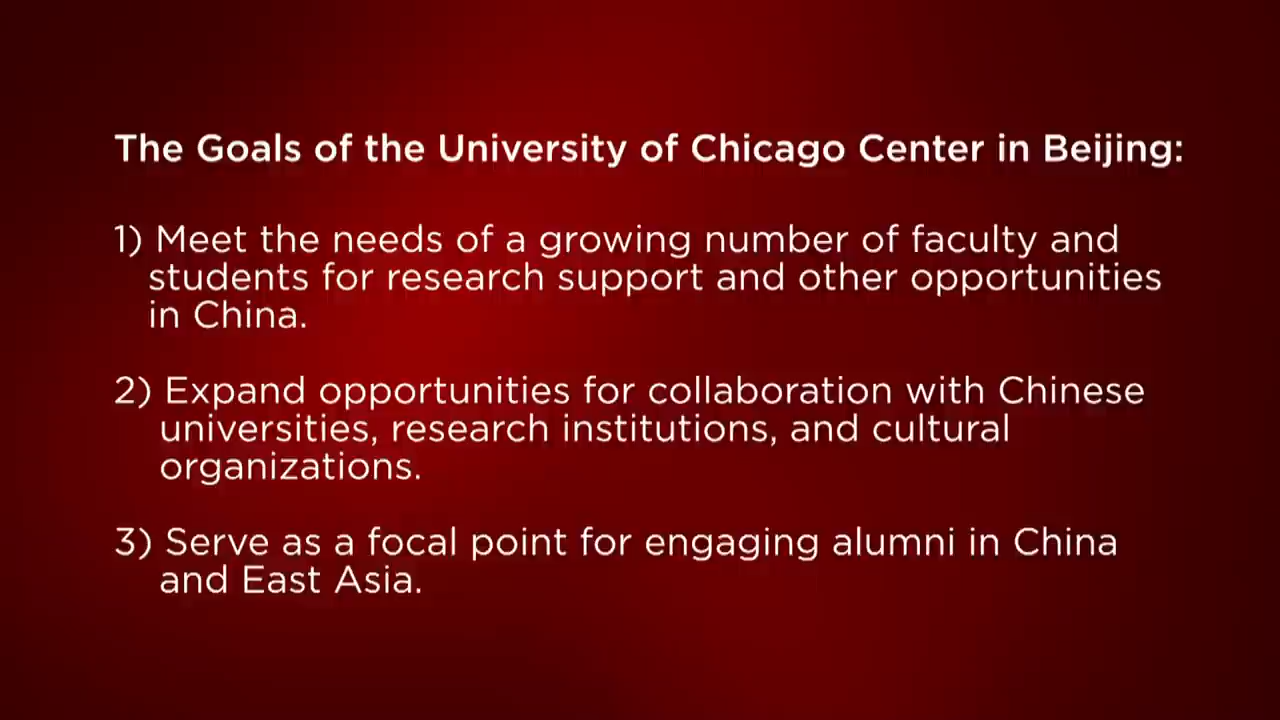 The Goals of the University of Chicago Center in Beijing:
1) Meet the needs of a growing number of faculty and
students for research support and other opportunities
in China.
2) Expand opportunities for collaboration with Chinese
universities, research institutions, and cultural
organizations.
3) Serve as a focal point for engaging alumni in China
and East Asia.